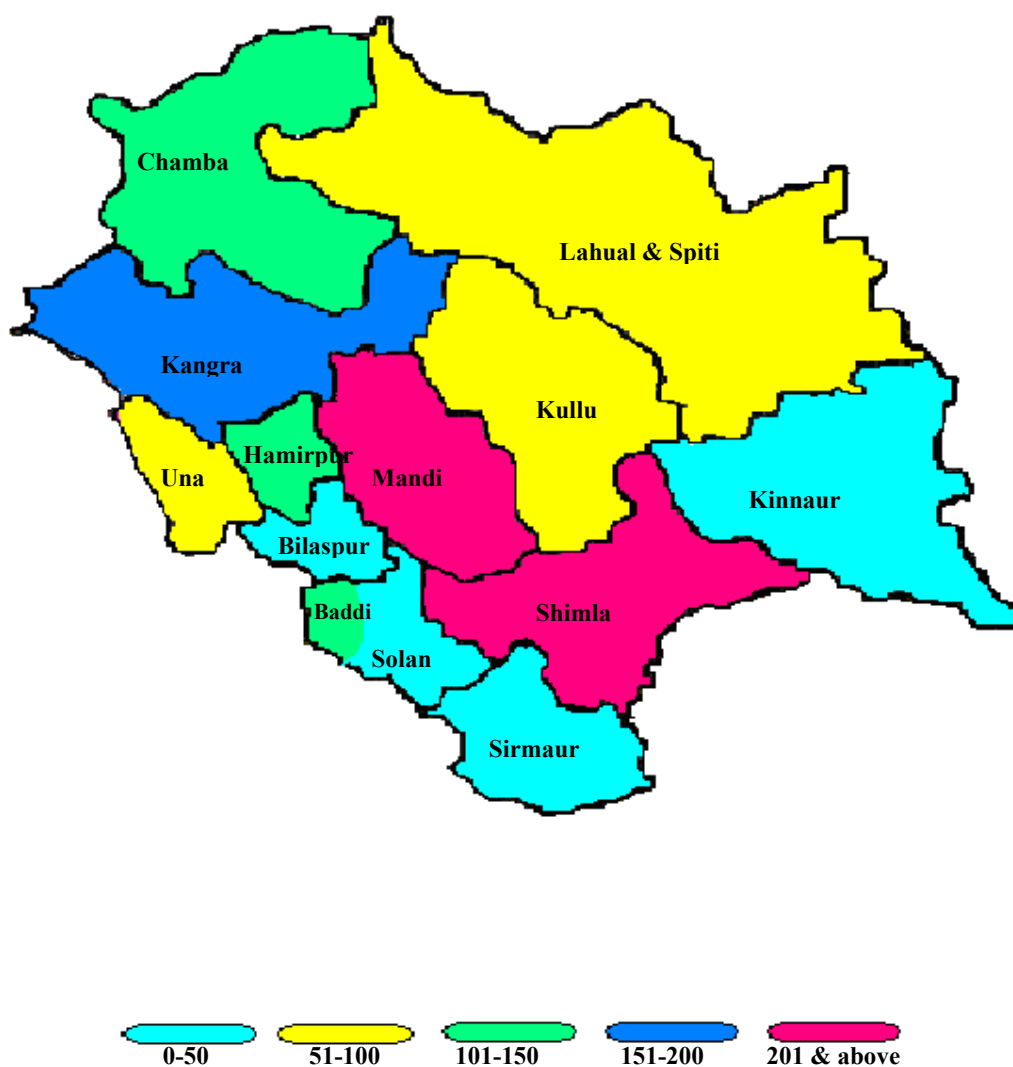 Chamba
Lahual & Spiti
Kangra
Kullu
Hamirpur
Una
Mandi
Kinnaur
Bilaspur
Baddi
Shimla
Solan
Sirmaur
0-50
51-100
101-150
151-200
201 & above